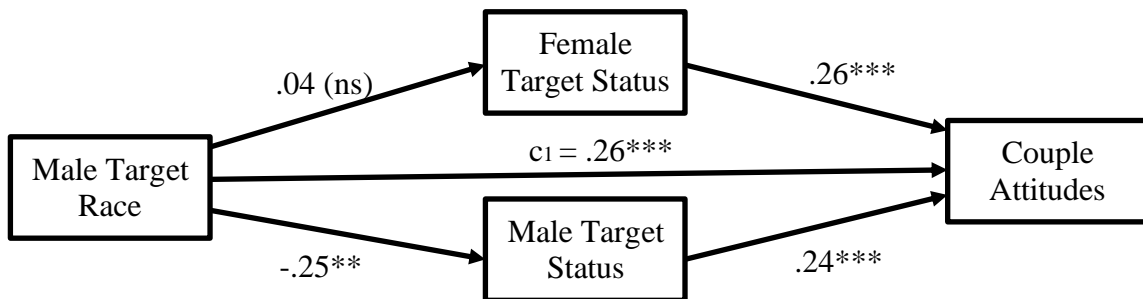 Female
Target Status
.04 (ns)
.26***
Male Target
Race
c1 = .26***
Couple
Attitudes
Male Target
Status
-.25**
.24***